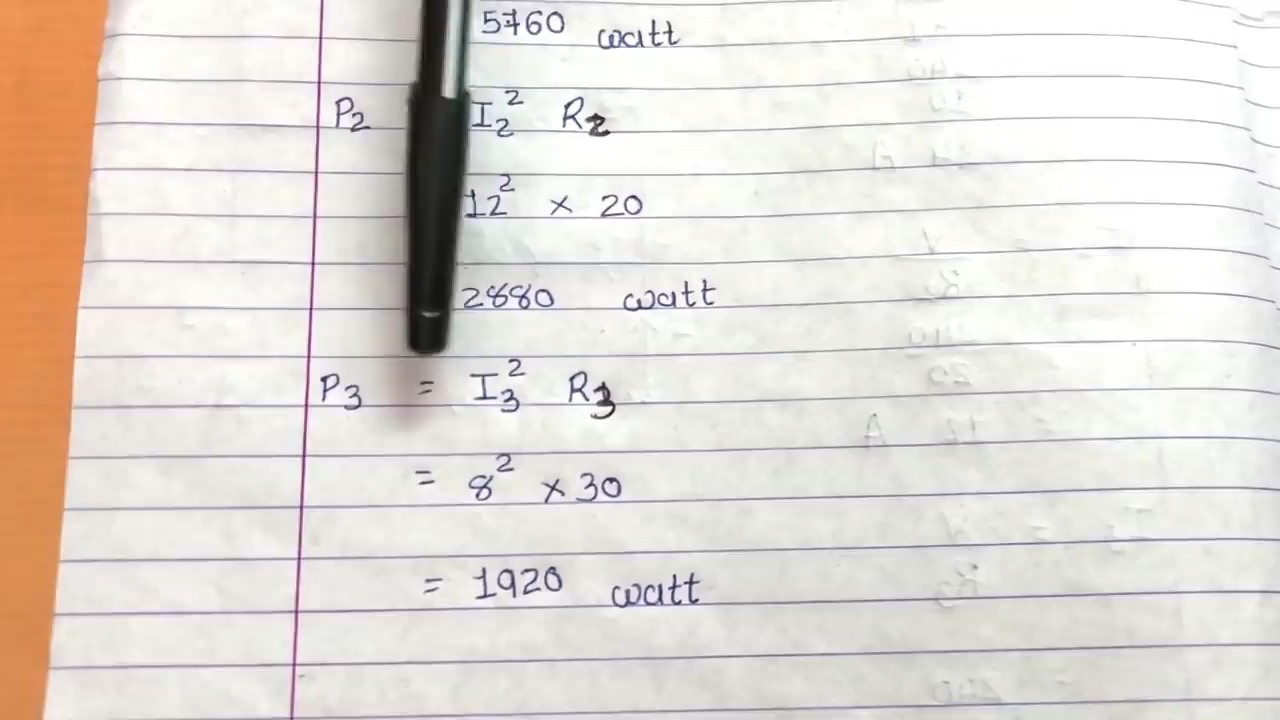 5760 watt
P₂ I₂² R₂
12² × 20
2880 watt
P₃ = I₃² R₃
= 8² × 30
= 1920 watt